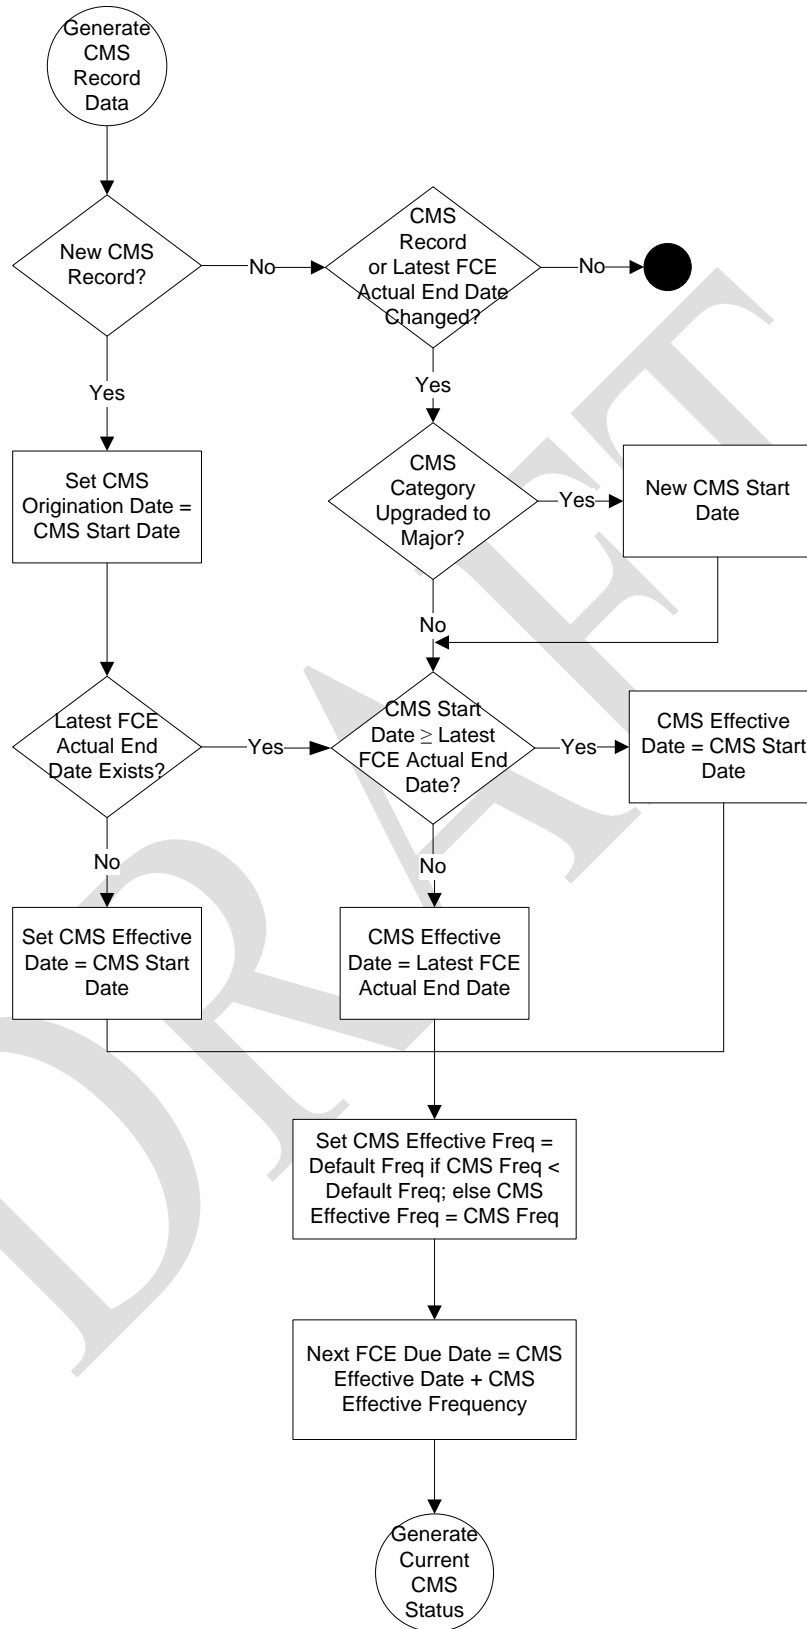 Generate
CMS
Record
Data
New CMS
Record?
No
CMS
Record
or Latest FCE
Actual End Date
Changed?
No
Yes
Yes
Set CMS
Origination Date =
CMS Start Date
CMS
Category
Upgraded to
Major?
Yes
New CMS Start
Date
No
Latest FCE
Actual End
Date Exists?
Yes
CMS Start
Date ≥ Latest
FCE Actual End
Date?
Yes
CMS Effective
Date = CMS Start
Date
No
No
Set CMS Effective
Date = CMS Start
Date
CMS Effective
Date = Latest FCE
Actual End Date
Set CMS Effective Freq =
Default Freq if CMS Freq <
Default Freq; else CMS
Effective Freq = CMS Freq
Next FCE Due Date = CMS
Effective Date + CMS
Effective Frequency
Generate
Current
CMS
Status
DRAFT